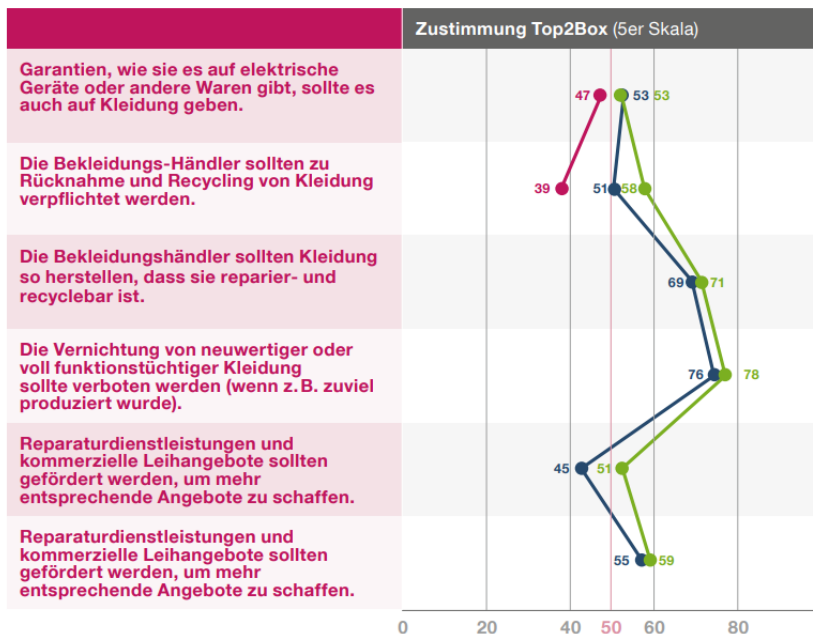 Zustimmung Top2Box (5er Skala)
Garantien, wie sie es auf elektrische
Geräte oder andere Waren gibt, sollte es
auch auf Kleidung geben.
47 53 53
Die Bekleidungs-Händler sollten zu
Rücknahme und Recycling von Kleidung
verpflichtet werden.
39 51 58
Die Bekleidungshändler sollten Kleidung
so herstellen, dass sie reparier- und
recyclebar ist.
69 71
Die Vernichtung von neuwertiger oder
voll funktionstüchtiger Kleidung
sollte verboten werden (wenn z. B. zuviel
produziert wurde).
76 78
Reparaturdienstleistungen und
kommerzielle Leihangebote sollten
gefördert werden, um mehr
entsprechende Angebote zu schaffen.
45 51
Reparaturdienstleistungen und
kommerzielle Leihangebote sollten
gefördert werden, um mehr
entsprechende Angebote zu schaffen.
55 59
0 20 40 50 60 80